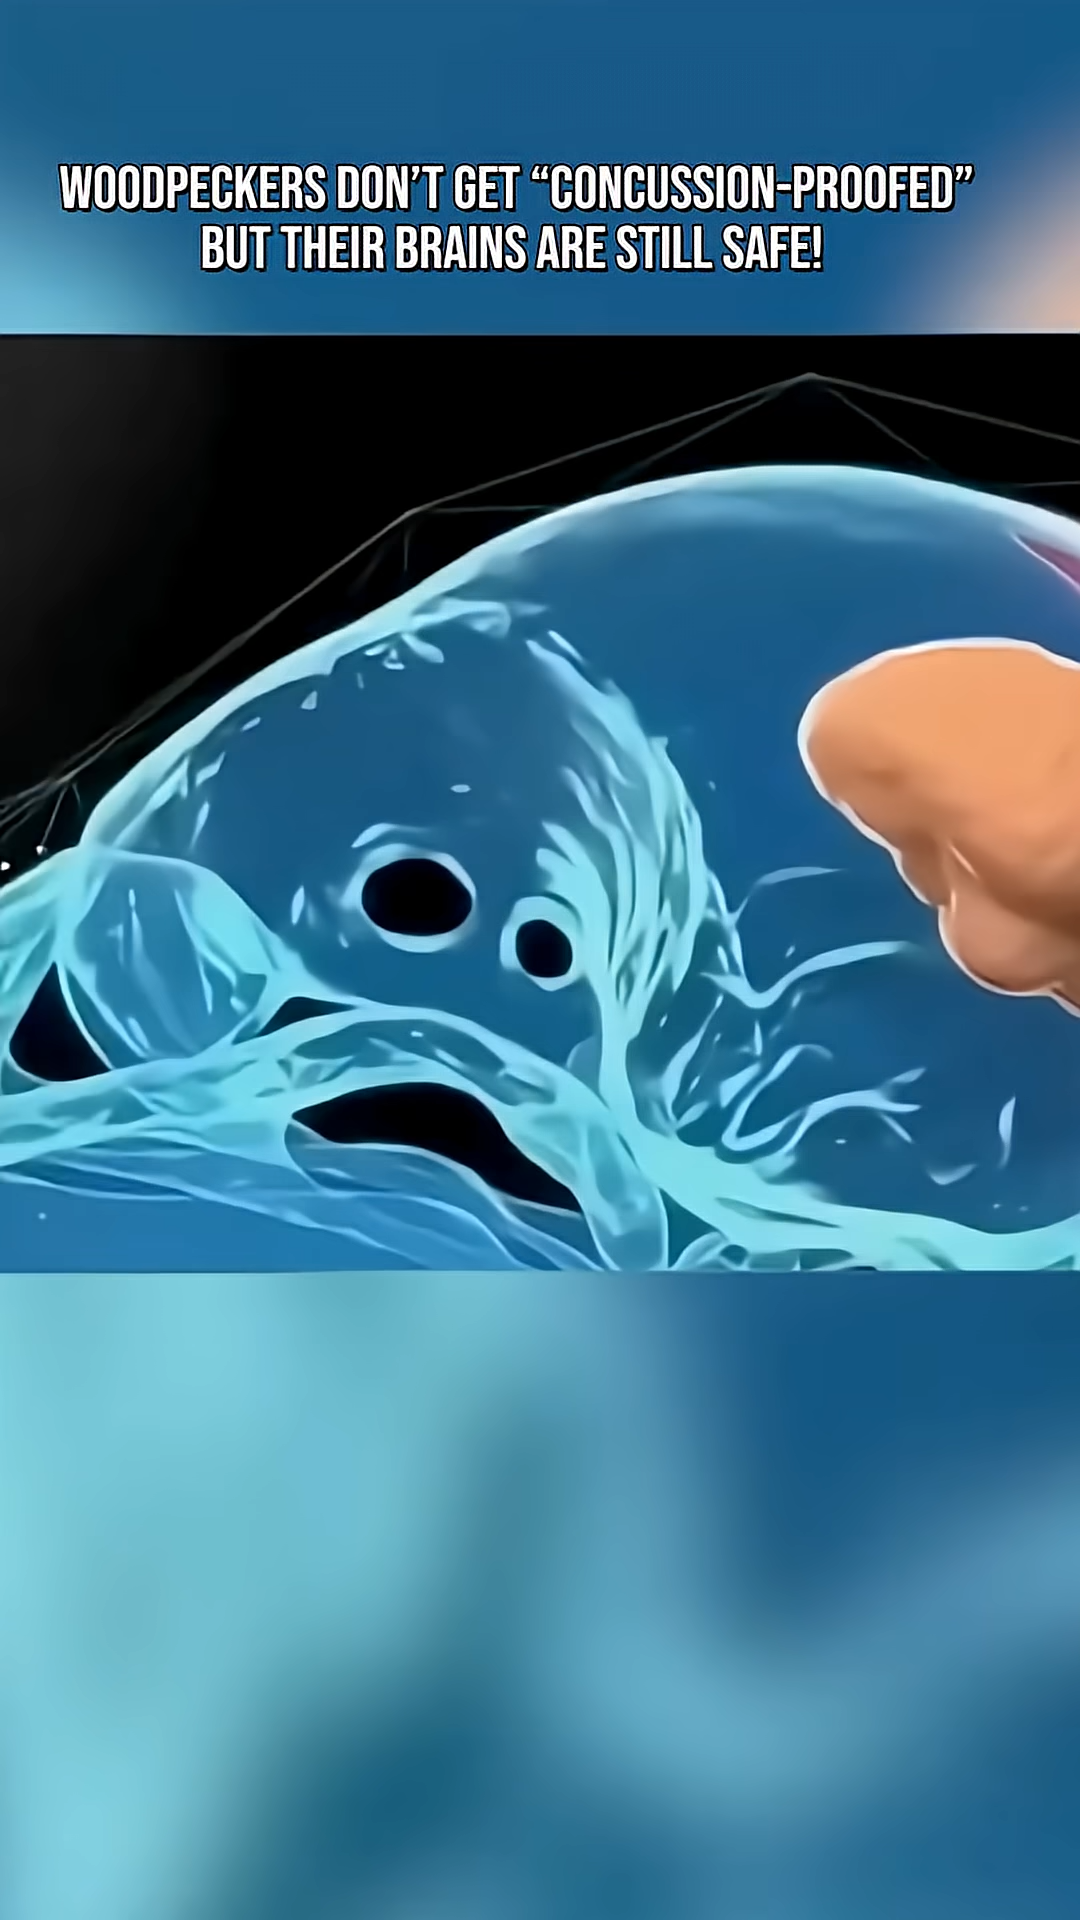 WOODPECKERS DON’T GET “CONCUSSION-PROOFED”
BUT THEIR BRAINS ARE STILL SAFE!